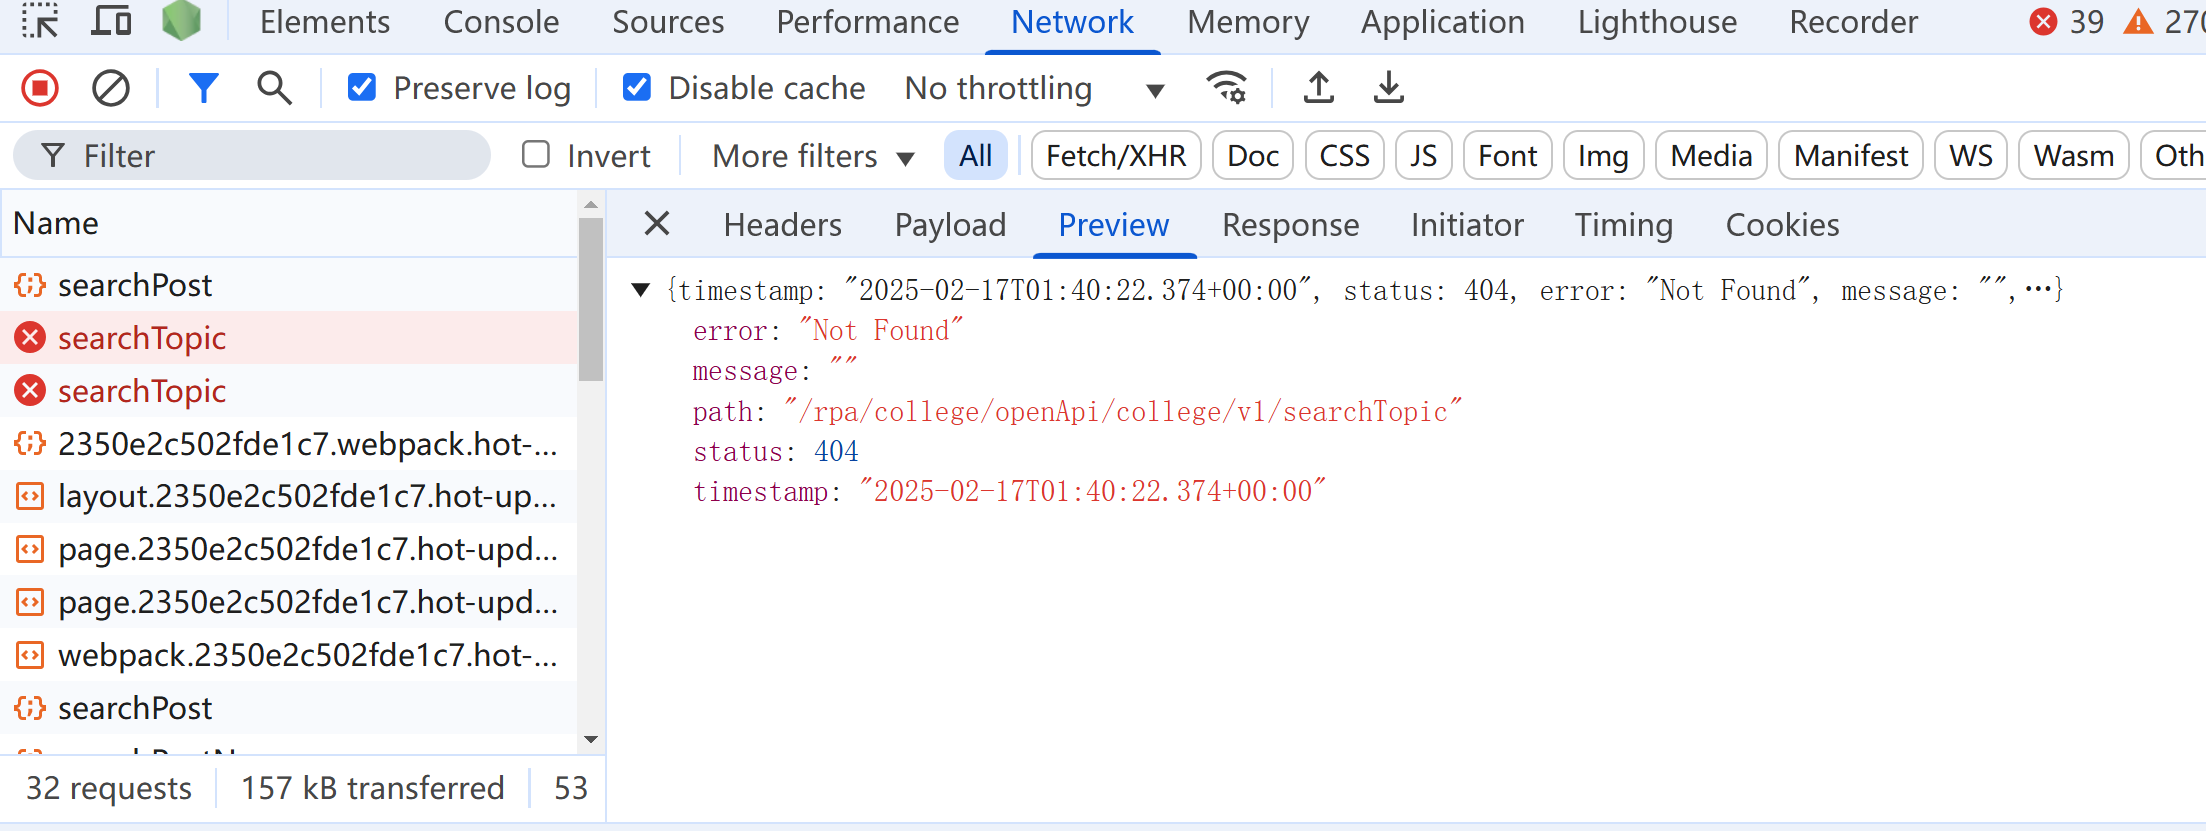 Elements Console Sources Performance Network Memory Application Lighthouse Recorder 39 270
Preserve log Disable cache No throttling
Filter Invert More filters All Fetch/XHR Doc CSS JS Font Img Media Manifest WS Wasm Oth
Name
Headers Payload Preview Response Initiator Timing Cookies
searchPost
searchTopic
searchTopic
2350e2c502fde1c7.webpack.hot-...
layout.2350e2c502fde1c7.hot-up...
page.2350e2c502fde1c7.hot-upd...
page.2350e2c502fde1c7.hot-upd...
webpack.2350e2c502fde1c7.hot-...
searchPost
{timestamp: "2025-02-17T01:40:22.374+00:00", status: 404, error: "Not Found", message: "",…}
error: "Not Found"
message: ""
path: "/rpa/college/openApi/college/v1/searchTopic"
status: 404
timestamp: "2025-02-17T01:40:22.374+00:00"
32 requests 157 kB transferred 53